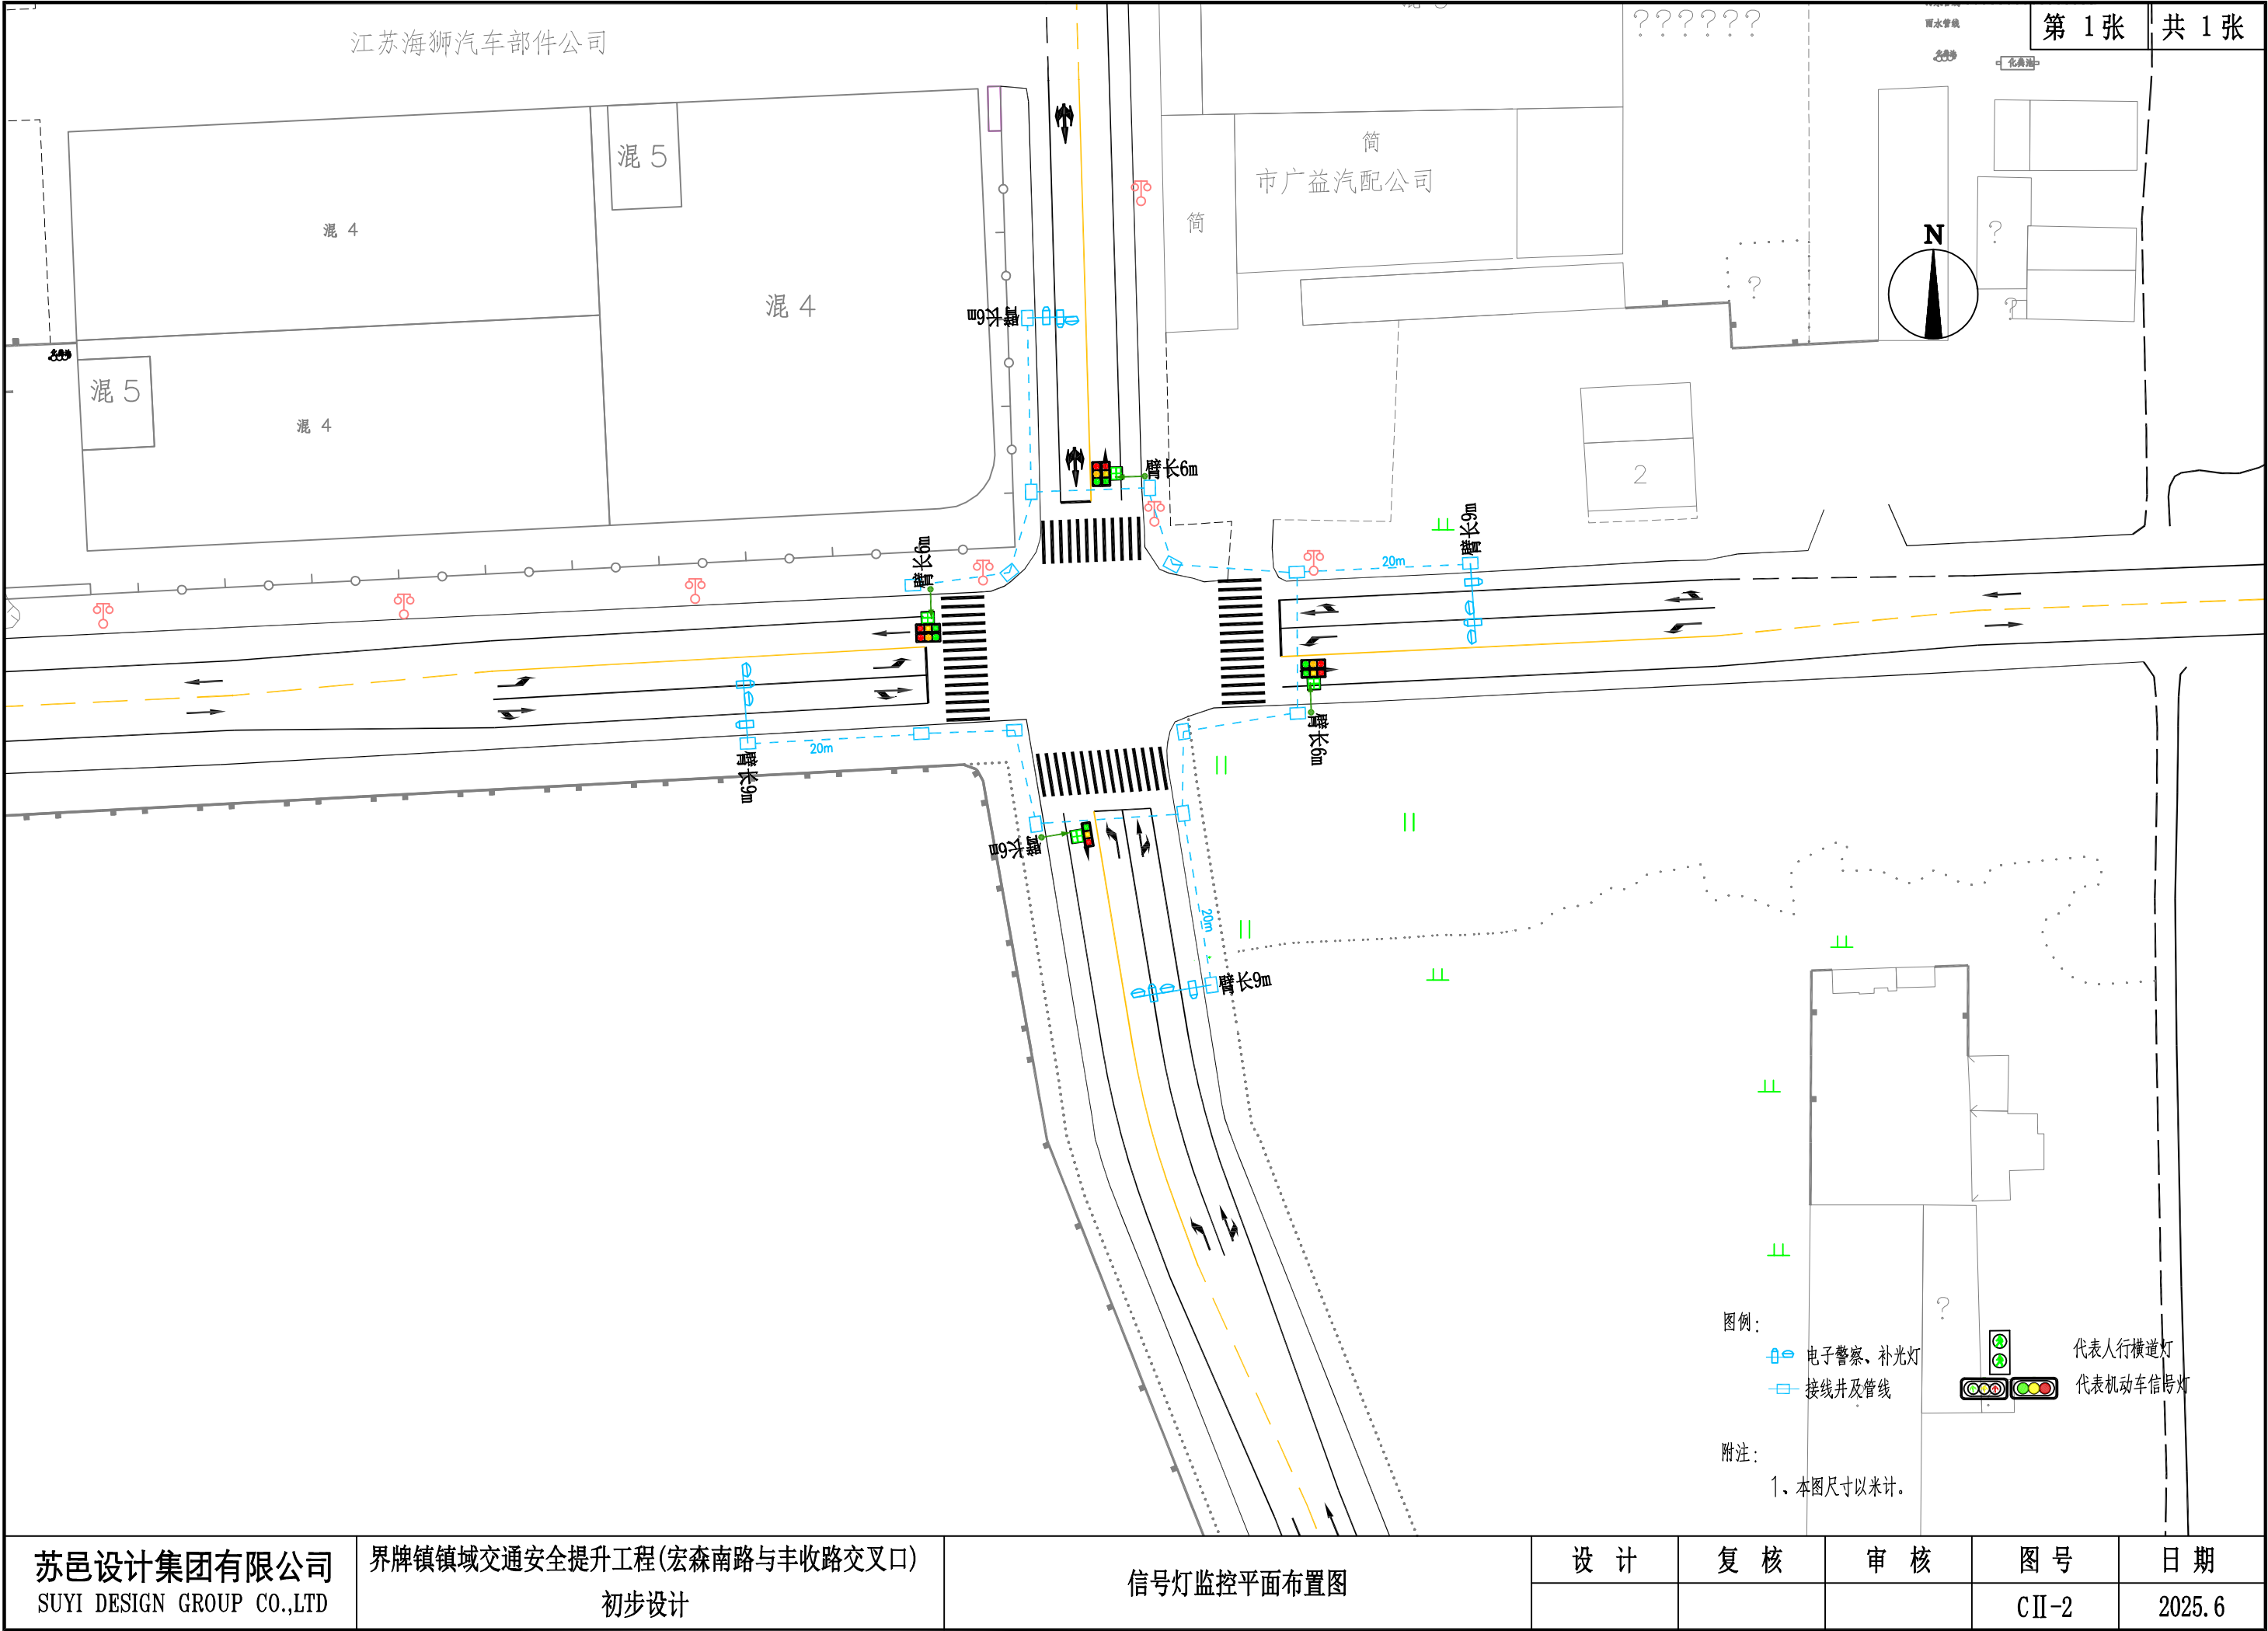 第 1张
共 1张
江苏海狮汽车部件公司
??????
雨水管线
化粪池
混 5
简
市广益汽配公司
混 4
简
N
?
?
混 4
臂长6m
?
混 5
混 4
臂长6m
2
臂长6m
臂长9m
20m
20m
臂长9m
臂长6m
臂长6m
20m
臂长9m
?
图例:
电子警察、补光灯
代表人行横道灯
接线井及管线
代表机动车信号灯
附注:
1、本图尺寸以米计。
苏邑设计集团有限公司
SUYI DESIGN GROUP CO.,LTD
界牌镇镇域交通安全提升工程(宏森南路与丰收路交叉口)
初步设计
信号灯监控平面布置图
设 计
复 核
审 核
图 号
日 期
CⅡ-2
2025.6